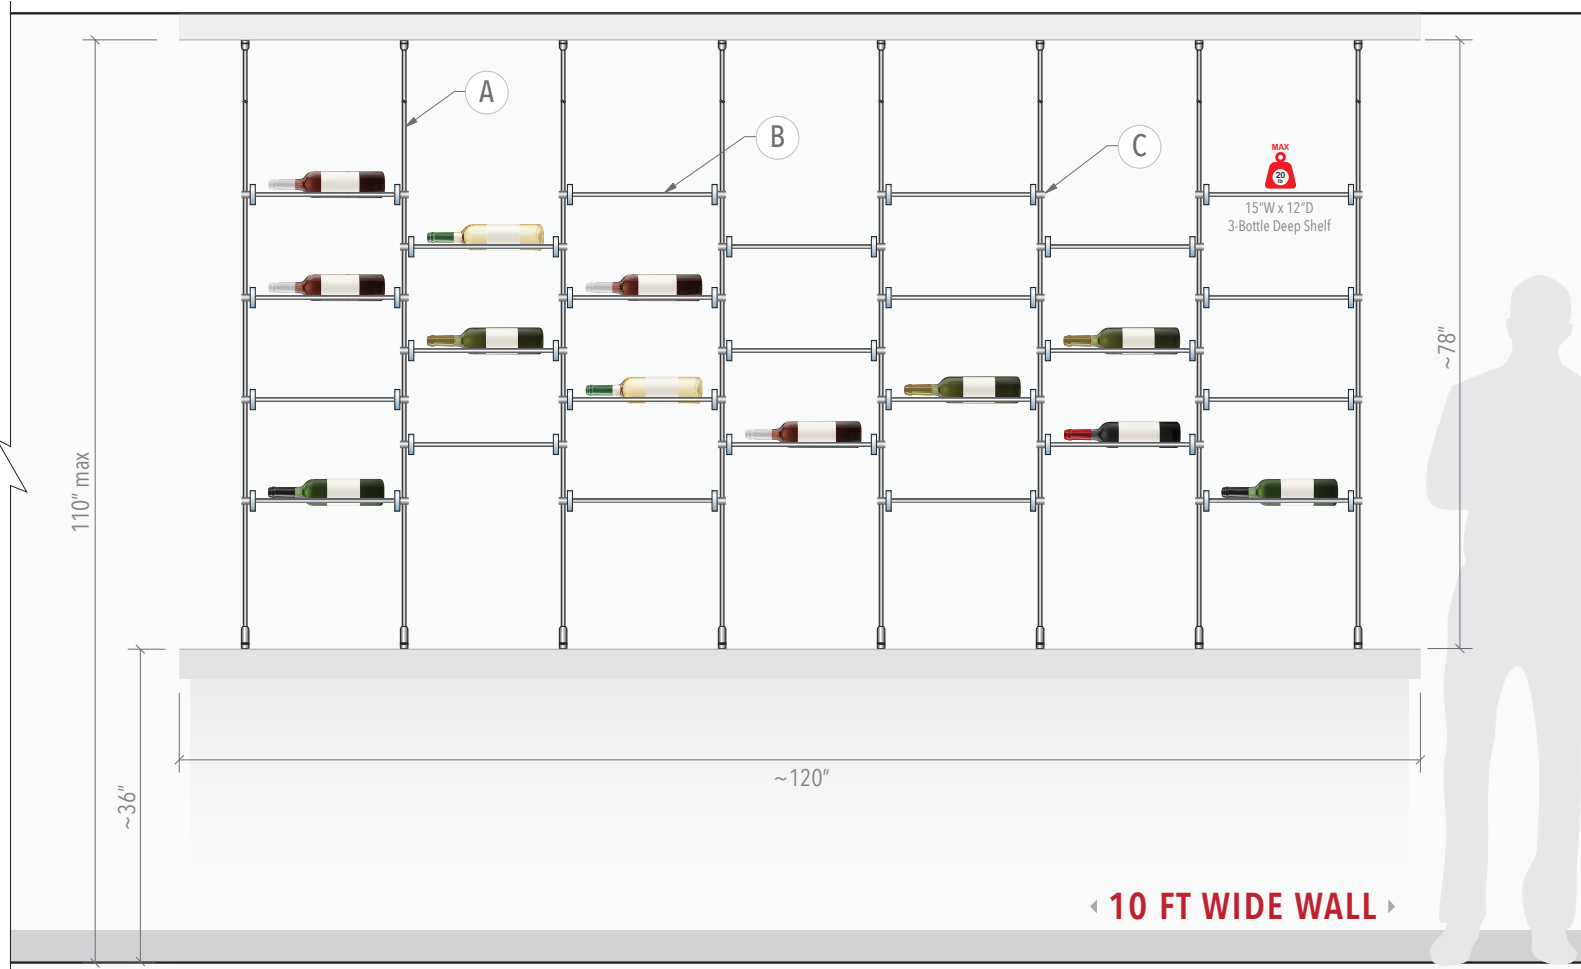 A
B
C
MAX
20
lb
15"W x 12"D
3-Bottle Deep Shelf
~78"
110" max
~36"
~120"
10 FT WIDE WALL